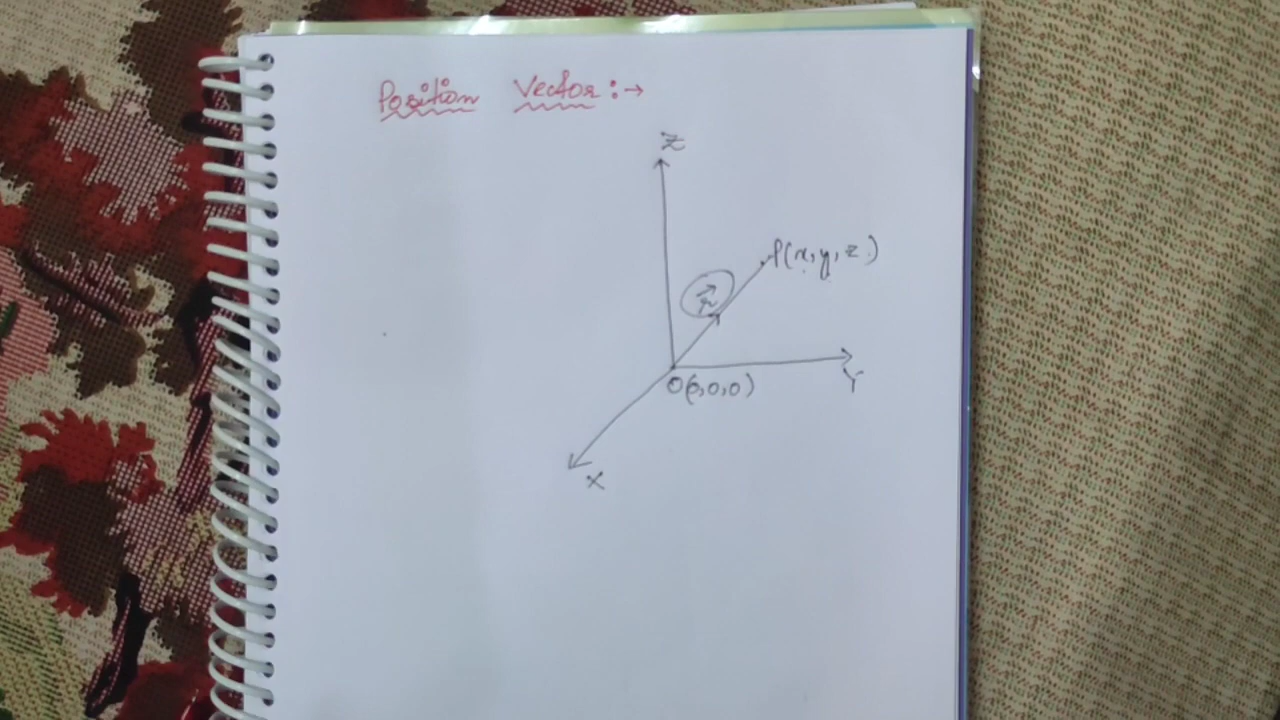 Position Vector :→
Z
P(x, y, z)
r⃗
Y
O(0,0,0)
X